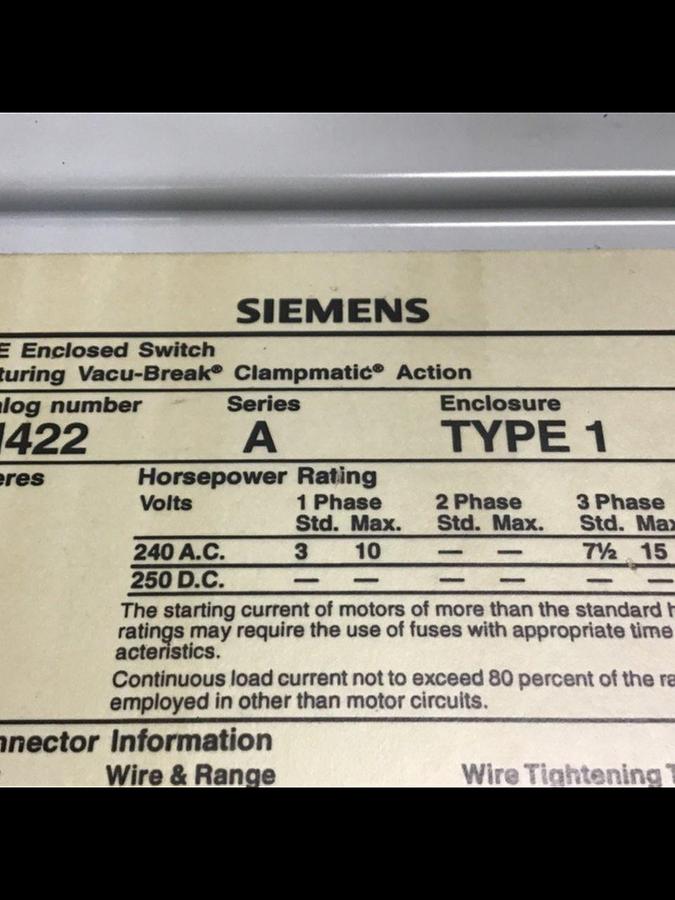 SIEMENS
E Enclosed Switch
turing Vacu-Break® Clampmatic® Action
alog number Series Enclosure
422 A TYPE 1
eres Horsepower Rating
Volts 1 Phase 2 Phase 3 Phase
Std. Max. Std. Max. Std. Max
240 A.C. 3 10 — — 7½ 15
250 D.C. — — — — — —
The starting current of motors of more than the standard h
ratings may require the use of fuses with appropriate time
acteristics.
Continuous load current not to exceed 80 percent of the ra
employed in other than motor circuits.
nnector Information
Wire & Range Wire Tightening T